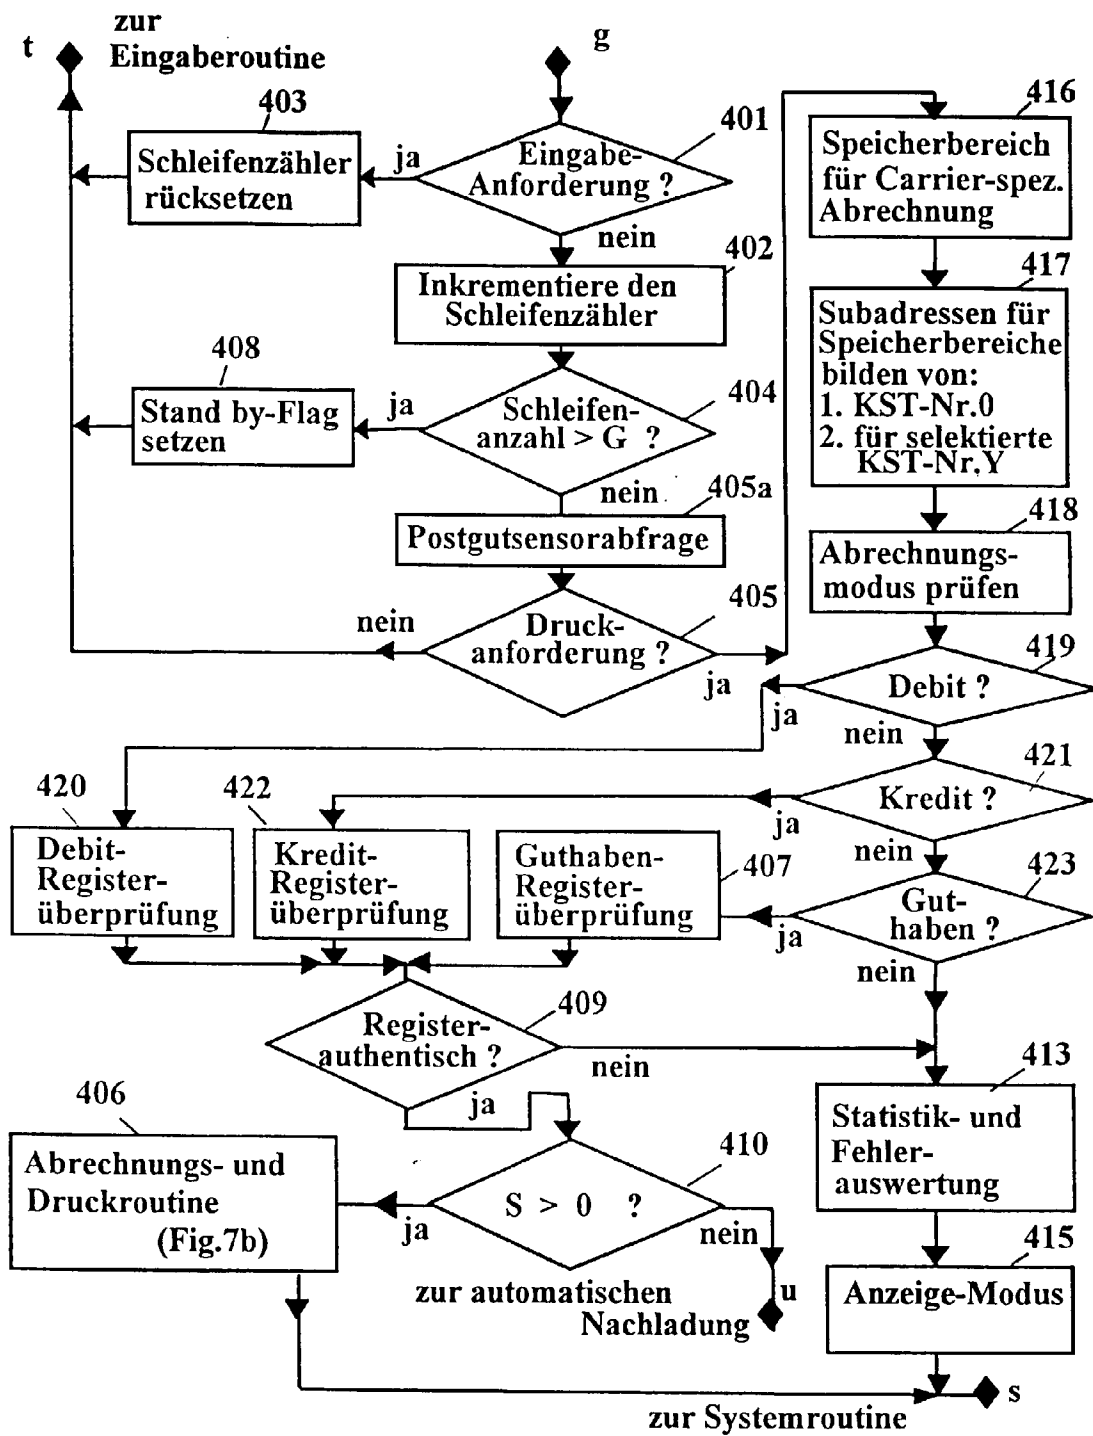 zur
t
Eingaberoutine
g
403
401
416
Schleifenzähler
rücksetzen
ja
Eingabe-
Anforderung ?
nein
Speicherbereich
für Carrier-spez.
Abrechnung
402
Inkrementiere den
Schleifenzähler
417
Subadressen für
Speicherbereiche
bilden von:
1. KST-Nr.0
2. für selektierte
KST-Nr.Y
408
Stand by-Flag
setzen
ja
Schleifen-
anzahl > G ?
404
nein
405a
Postgutsensorabfrage
418
Abrechnungs-
modus prüfen
nein
Druck-
anforderung ?
405
ja
419
Debit ?
ja
nein
421
Kredit ?
ja
nein
420
Debit-
Register-
überprüfung
422
Kredit-
Register-
überprüfung
Guthaben-
Register-
überprüfung
407
423
Gut-
haben ?
ja
nein
409
Register-
authentisch ?
nein
ja
413
Statistik- und
Fehler-
auswertung
406
Abrechnungs- und
Druckroutine
(Fig.7b)
ja
S > 0 ?
410
nein
u
zur automatischen
Nachladung
415
Anzeige-Modus
s
zur Systemroutine